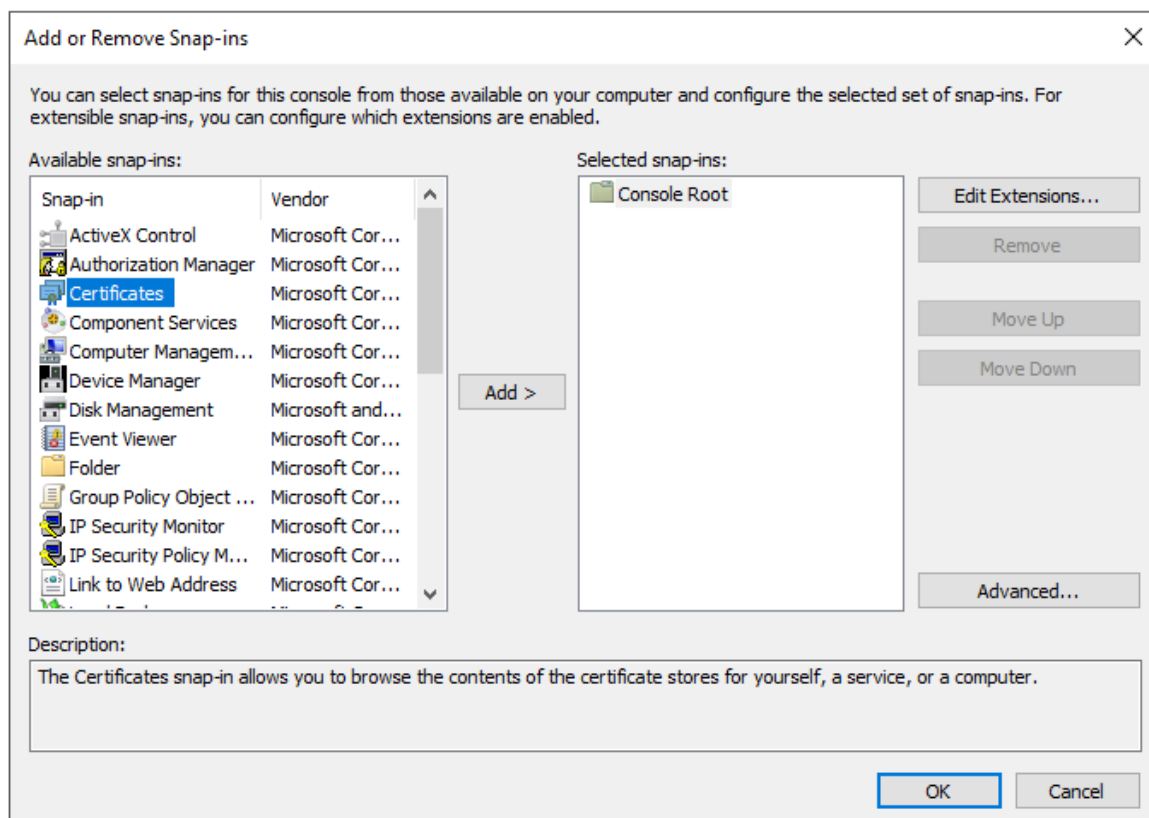 Add or Remove Snap-ins
You can select snap-ins for this console from those available on your computer and configure the selected set of snap-ins. For
extensible snap-ins, you can configure which extensions are enabled.
Available snap-ins:
Snap-in Vendor
ActiveX Control Microsoft Cor...
Authorization Manager Microsoft Cor...
Certificates Microsoft Cor...
Component Services Microsoft Cor...
Computer Managem... Microsoft Cor...
Device Manager Microsoft Cor...
Disk Management Microsoft and...
Event Viewer Microsoft Cor...
Folder Microsoft Cor...
Group Policy Object ... Microsoft Cor...
IP Security Monitor Microsoft Cor...
IP Security Policy M... Microsoft Cor...
Link to Web Address Microsoft Cor...
Add >
Selected snap-ins:
Console Root
Edit Extensions...
Remove
Move Up
Move Down
Advanced...
Description:
The Certificates snap-in allows you to browse the contents of the certificate stores for yourself, a service, or a computer.
OK
Cancel